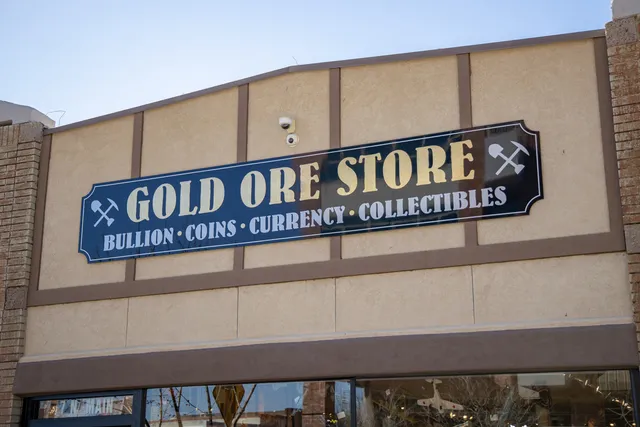 GOLD ORE STORE
BULLION · COINS · CURRENCY · COLLECTIBLES